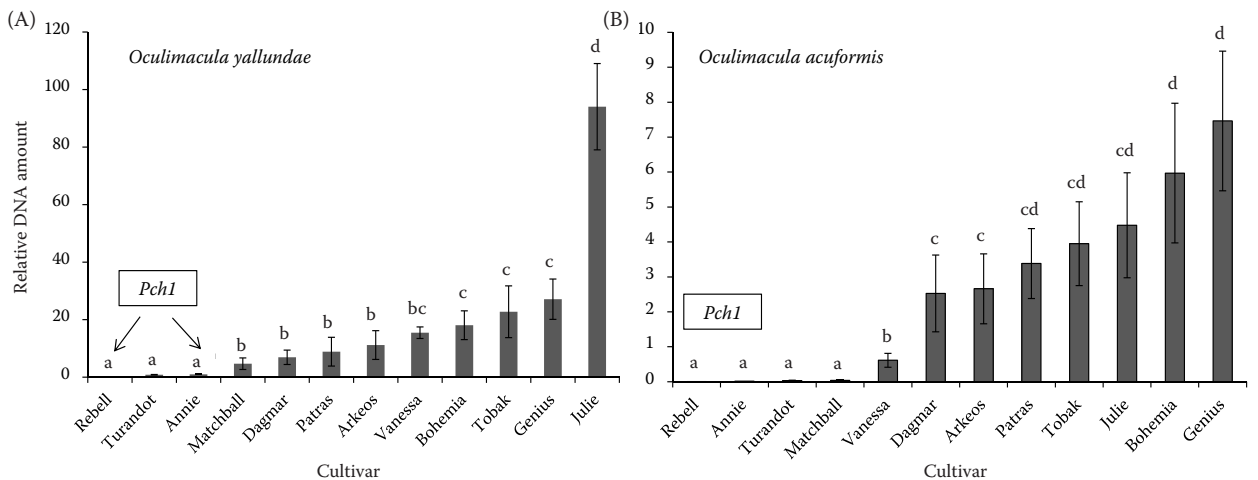 (A)
Oculimacula yallundae
Relative DNA amount
120
100
80
60
40
20
0
Pch1
a
a
a
b
b
b
b
bc
c
c
c
d
Rebell
Turandot
Annie
Matchball
Dagmar
Patras
Arkeos
Vanessa
Bohemia
Tobak
Genius
Julie
Cultivar
(B)
Oculimacula acuformis
10
9
8
7
6
5
4
3
2
1
0
Pch1
a
a
a
a
b
c
c
cd
cd
cd
d
d
Rebell
Annie
Turandot
Matchball
Vanessa
Dagmar
Arkeos
Patras
Tobak
Julie
Bohemia
Genius
Cultivar